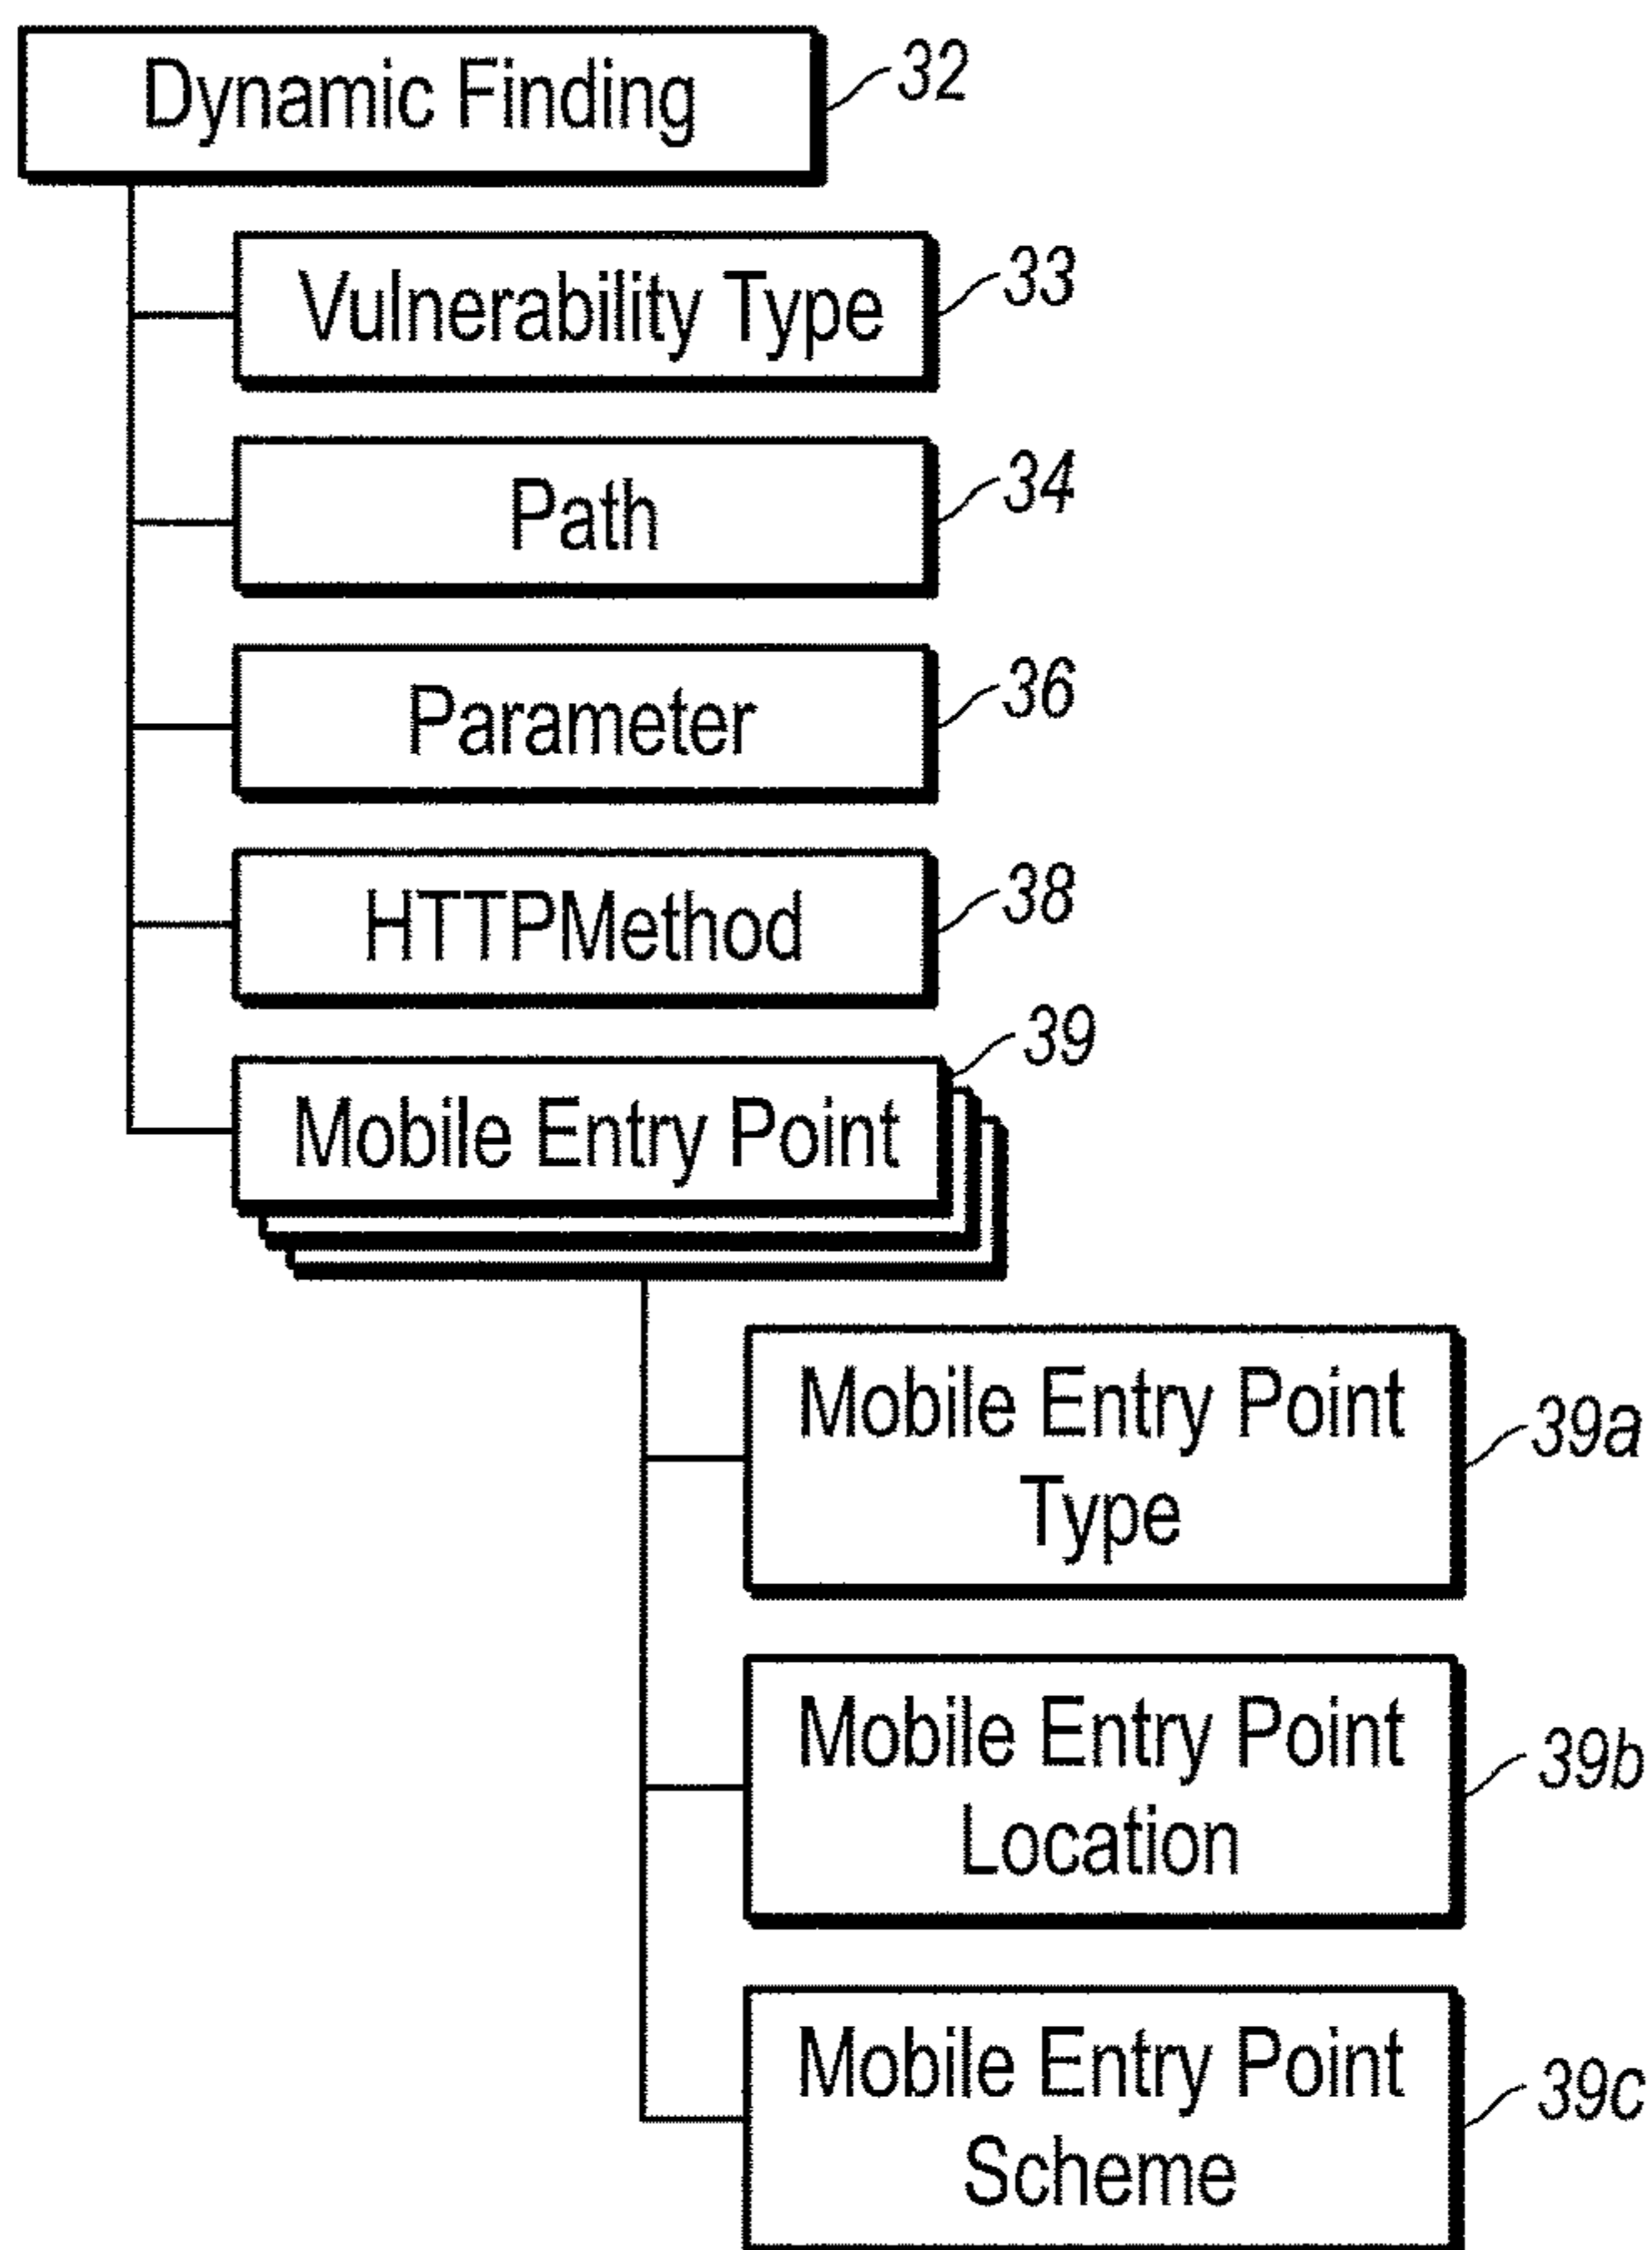 Dynamic Finding 32
Vulnerability Type 33
Path 34
Parameter 36
HTTPMethod 38
39
Mobile Entry Point
Mobile Entry Point
Type
39a
Mobile Entry Point
Location
39b
Mobile Entry Point
Scheme
39c